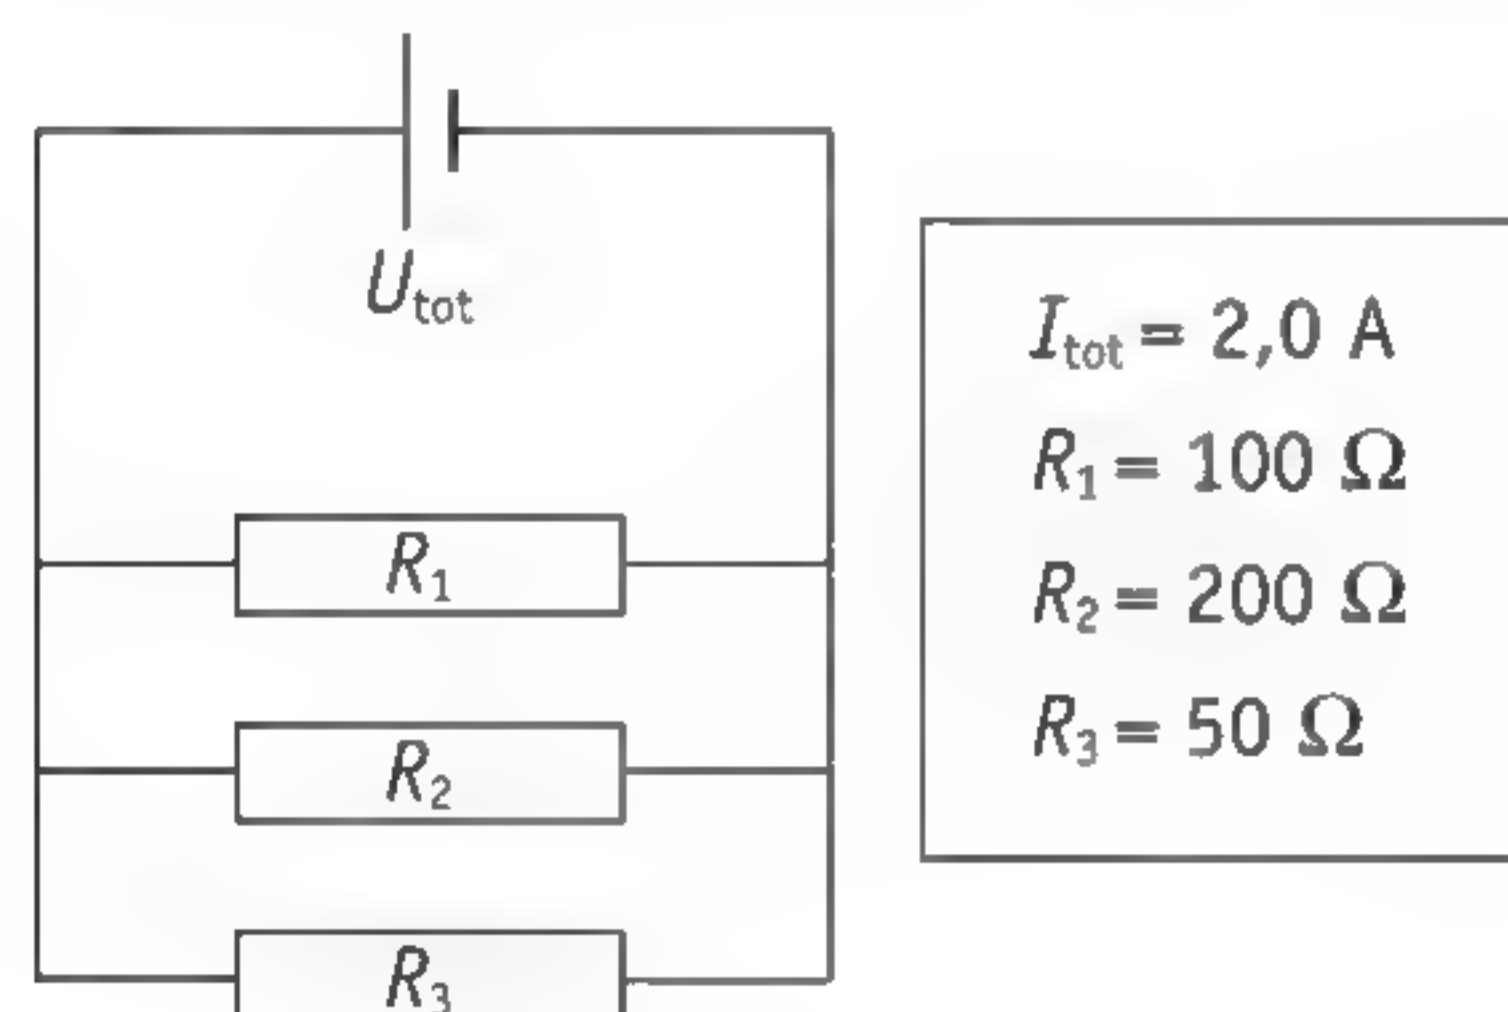 U_tot
R_1
R_2
R_3
I_tot = 2,0 A
R_1 = 100 Ω
R_2 = 200 Ω
R_3 = 50 Ω